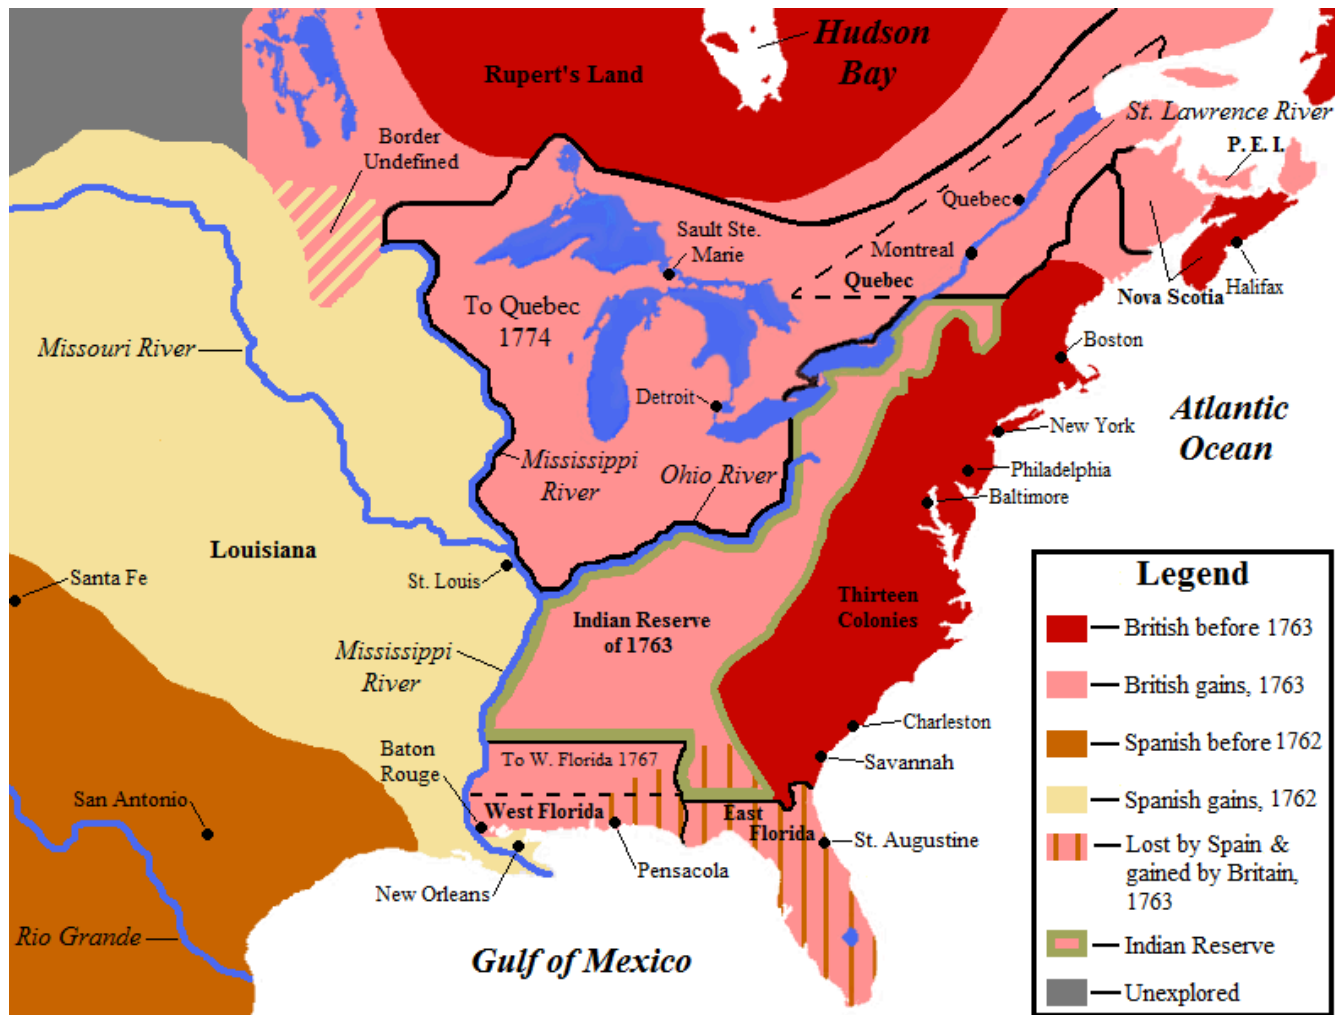 Hudson
Bay
Rupert's Land
Border
Undefined
St. Lawrence River
P. E. I.
Quebec
Sault Ste.
Marie
Montreal
Quebec
Nova Scotia
Halifax
To Quebec
1774
Missouri River
Boston
Detroit
Atlantic
Ocean
New York
Mississippi
River
Ohio River
Philadelphia
Baltimore
Louisiana
St. Louis
Santa Fe
Thirteen
Colonies
Indian Reserve
of 1763
Mississippi
River
Charleston
Baton
Rouge
To W. Florida 1767
Savannah
San Antonio
West Florida
East
Florida
St. Augustine
Pensacola
New Orleans
Rio Grande
Gulf of Mexico
Legend
British before 1763
British gains, 1763
Spanish before 1762
Spanish gains, 1762
Lost by Spain &
gained by Britain,
1763
Indian Reserve
Unexplored